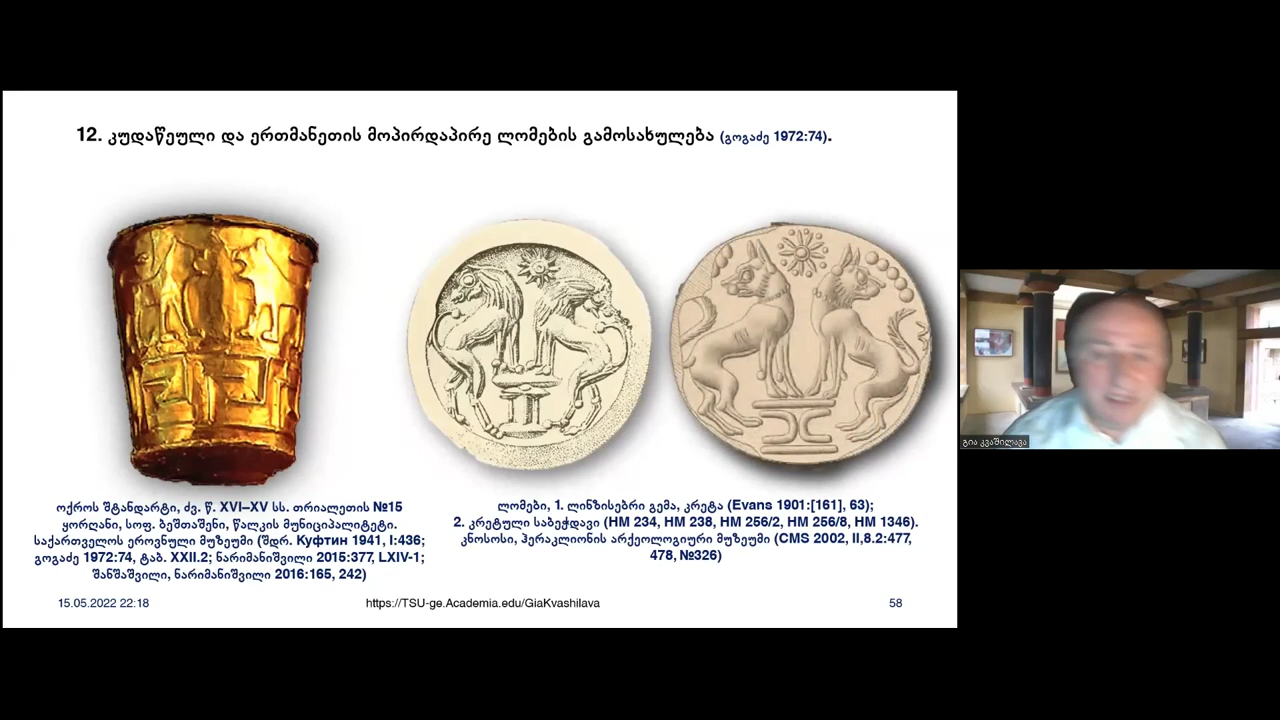 12. კუდაწეული და ერთმანეთის მოპირდაპირე ლომების გამოსახულება (გოგაძე 1972:74).
ოქროს შტანდარტი, ძვ. წ. XVI–XV სს. თრიალეთის №15
ყორღანი, სოფ. ბეშთაშენი, წალკის მუნიციპალიტეტი.
საქართველოს ეროვნული მუზეუმი (შდრ. Куфтин 1941, I:436;
გოგაძე 1972:74, ტაბ. XXII.2; ნარიმანიშვილი 2015:377, LXIV-1;
შანშაშვილი, ნარიმანიშვილი 2016:165, 242)
ლომები, 1. ლინზისებრი გემა, კრეტა (Evans 1901:[161], 63);
2. კრეტული საბეჭდავი (HM 234, HM 238, HM 256/2, HM 256/8, HM 1346).
კნოსოსი, ჰერაკლიონის არქეოლოგიური მუზეუმი (CMS 2002, II,8.2:477,
478, №326)
გია კვაშილავა
15.05.2022 22:18
https://TSU-ge.Academia.edu/GiaKvashilava
58